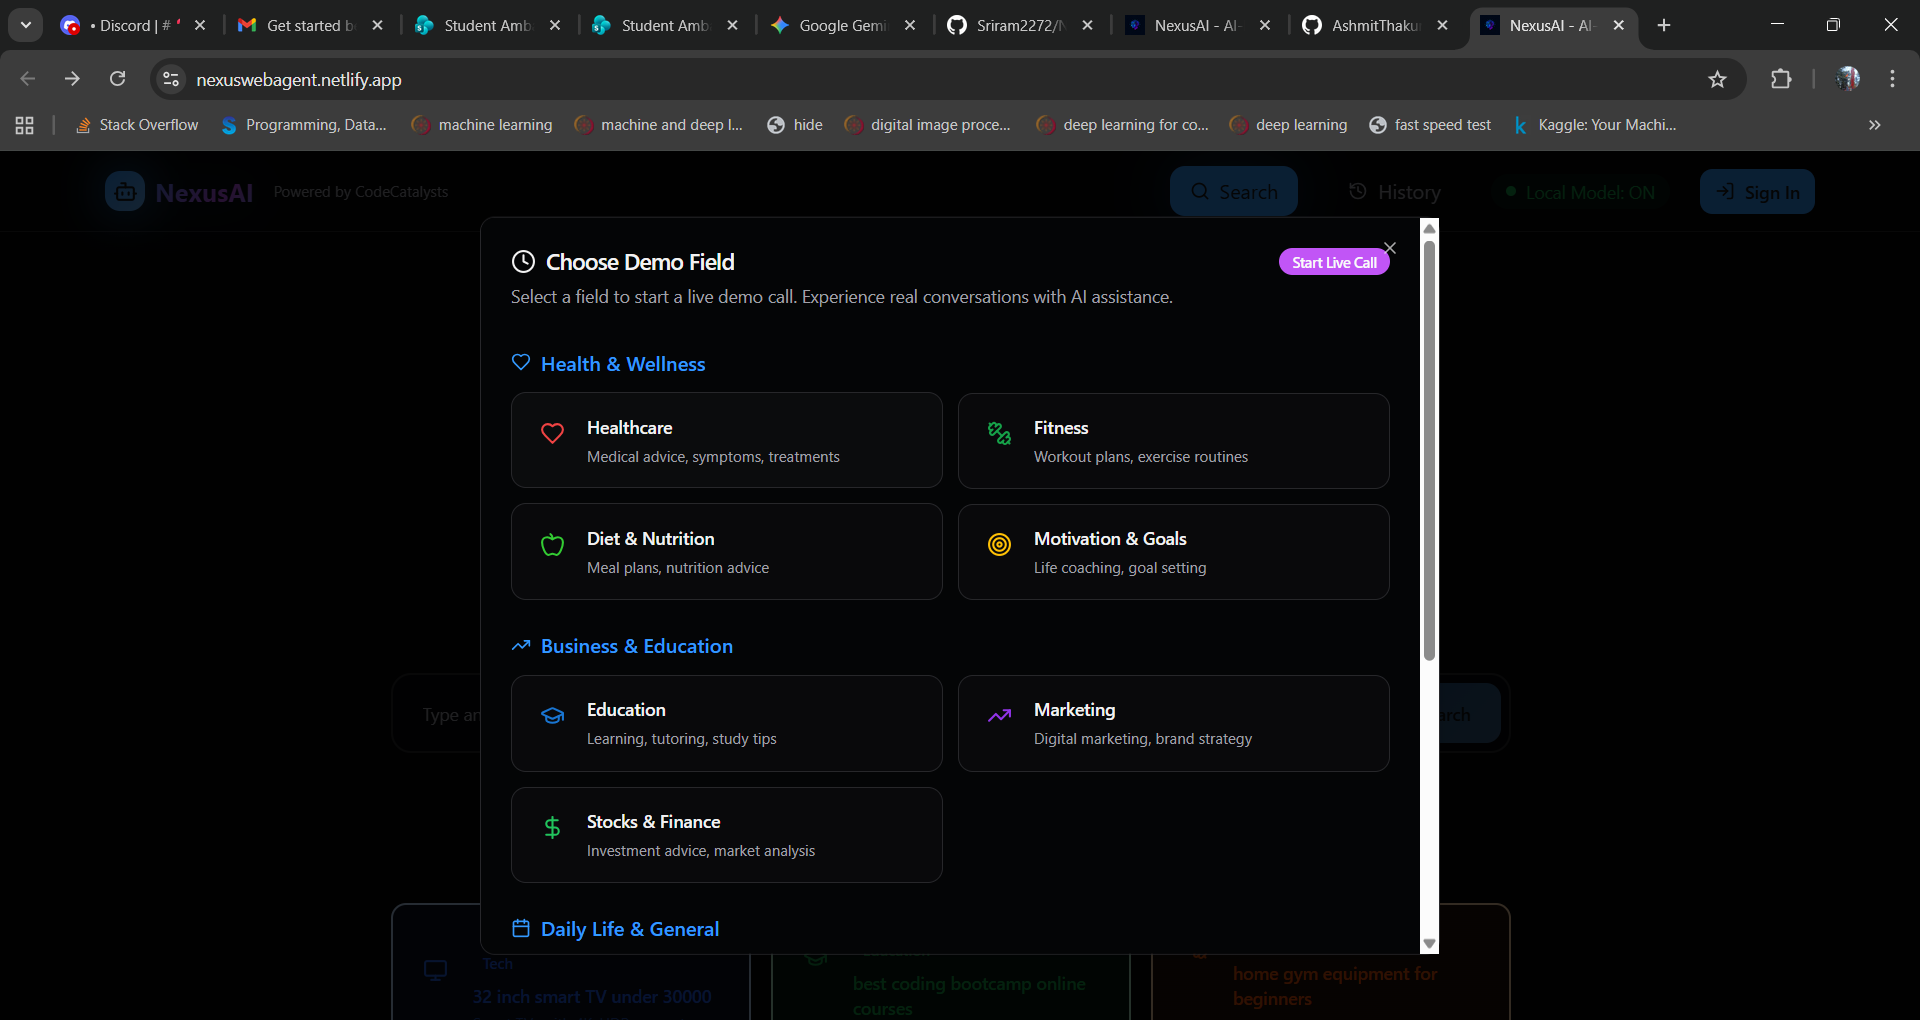 • Discord | #
Get started b
Student Amb
Student Amb
Google Gemi
Sriram2272/N
NexusAI - AI-
AshmitThaku
NexusAI - AI-
nexuswebagent.netlify.app
Stack Overflow
Programming, Data...
machine learning
machine and deep l...
hide
digital image proce...
deep learning for co...
deep learning
fast speed test
Kaggle: Your Machi...
NexusAI
Powered by CodeCatalysts
Search
History
Local Model: ON
Sign In
Choose Demo Field
Start Live Call
Select a field to start a live demo call. Experience real conversations with AI assistance.
Health & Wellness
Healthcare
Medical advice, symptoms, treatments
Fitness
Workout plans, exercise routines
Diet & Nutrition
Meal plans, nutrition advice
Motivation & Goals
Life coaching, goal setting
Business & Education
Education
Learning, tutoring, study tips
Marketing
Digital marketing, brand strategy
Type an
arch
Stocks & Finance
Investment advice, market analysis
Daily Life & General
Tech
32 inch smart TV under 30000
best coding bootcamp online
courses
home gym equipment for
beginners